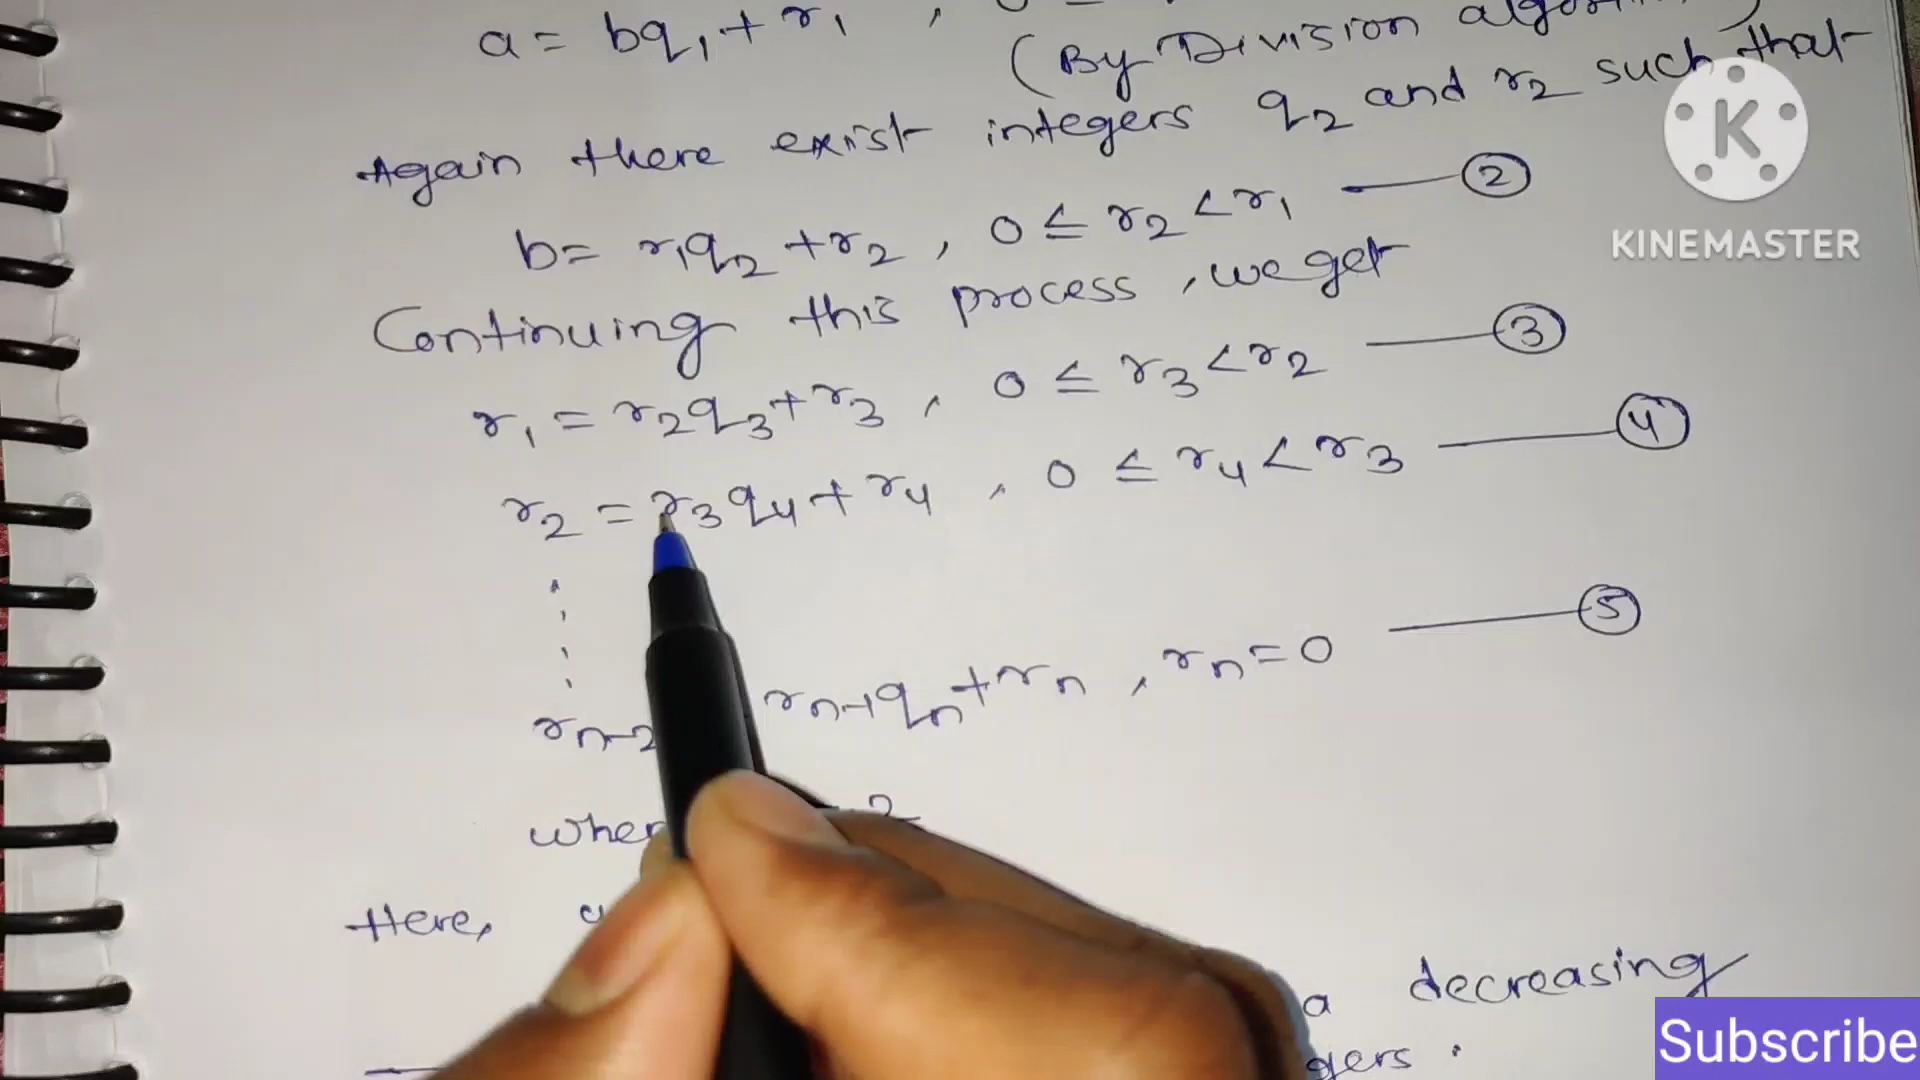 a = bq₁ + r₁ , 0
(By Division
Again there exist integers q₂ and r₂ such that
b = r₁q₂ + r₂ , 0 ≤ r₂ < r₁ — ②
Continuing this process, we get
r₁ = r₂q₃ + r₃ , 0 ≤ r₃ < r₂ — ③
r₂ = r₃q₄ + r₄ , 0 ≤ r₄ < r₃ — ④
rₙ₋₂ rₙ₋₁qₙ + rₙ , rₙ = 0 — ⑤
2
Here,
a decreasing
K
KINEMASTER
Subscribe